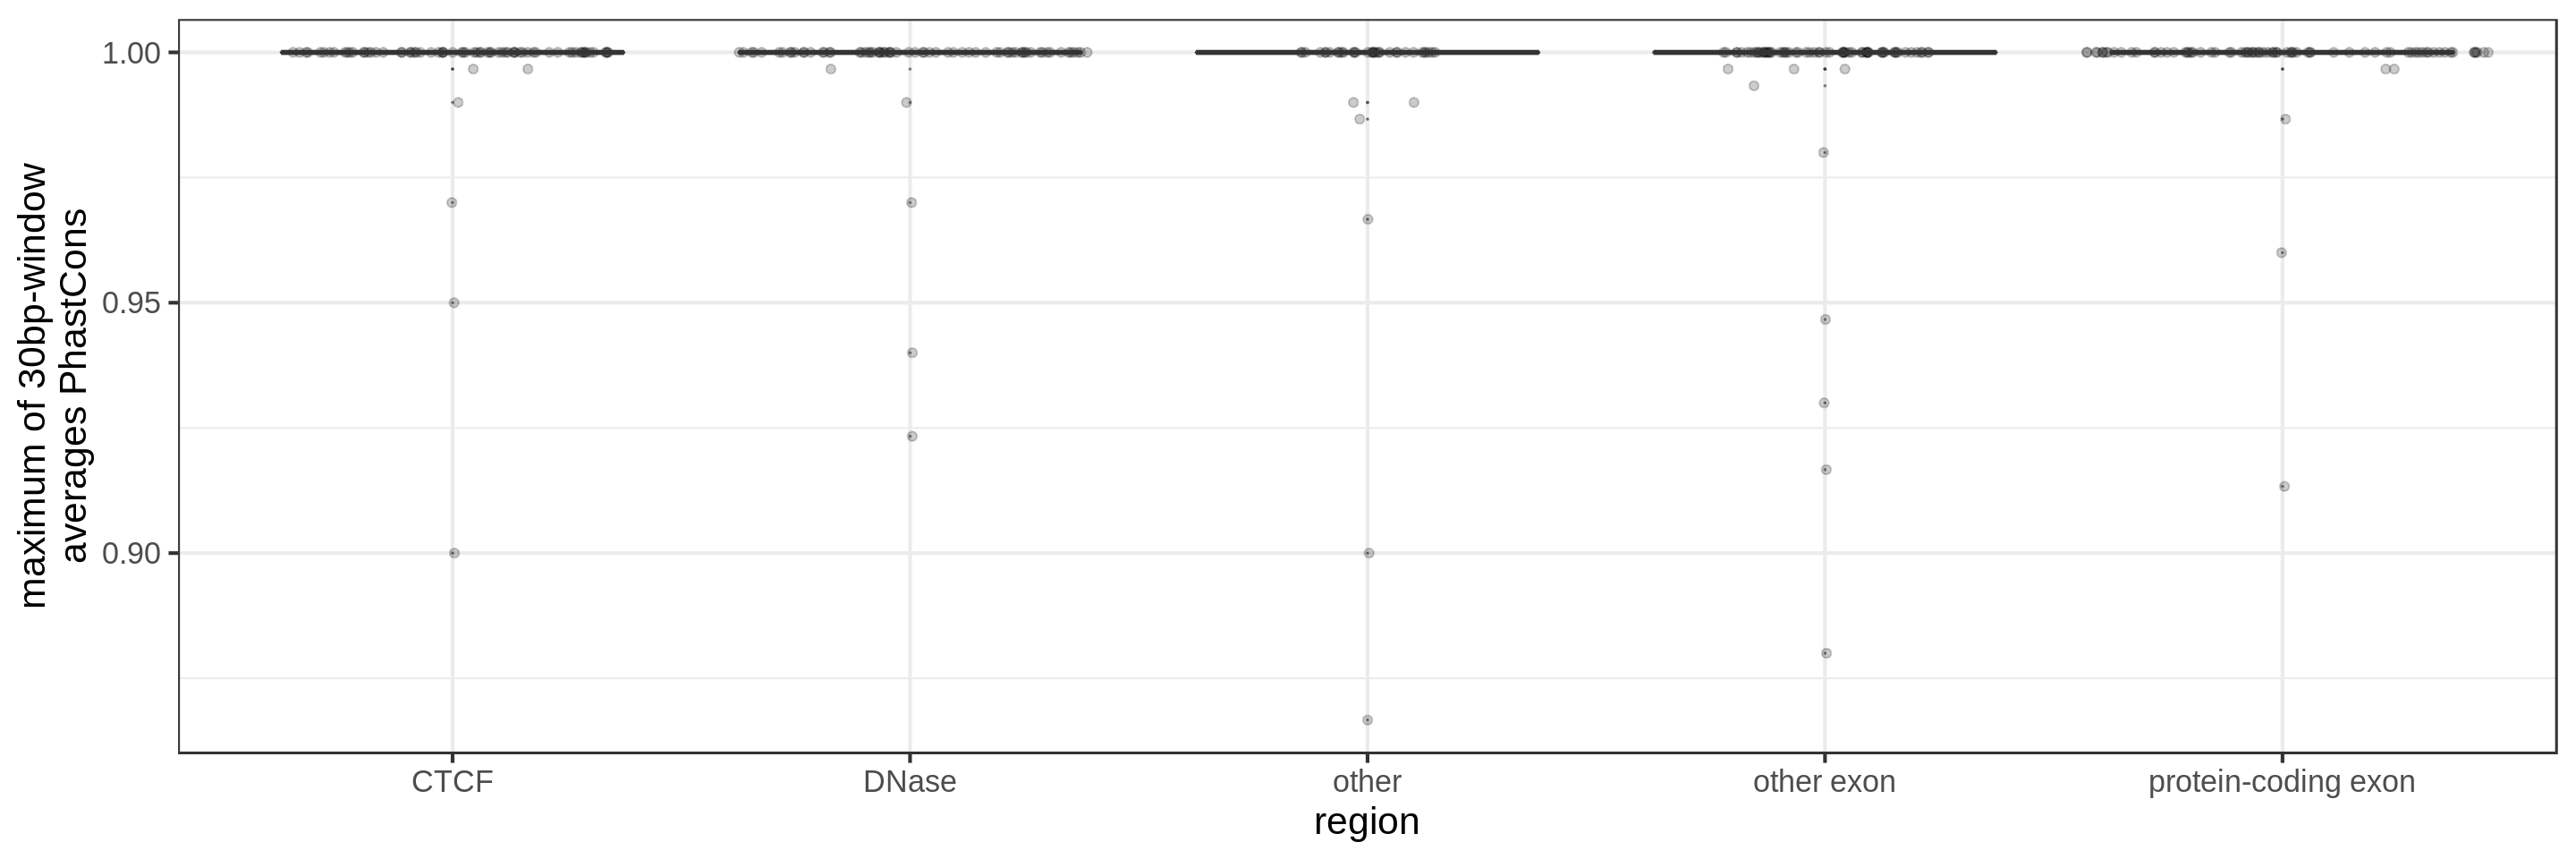 maximum of 30bp-window
averages PhastCons
1.00
0.95
0.90
CTCF
DNase
other
other exon
protein-coding exon
region